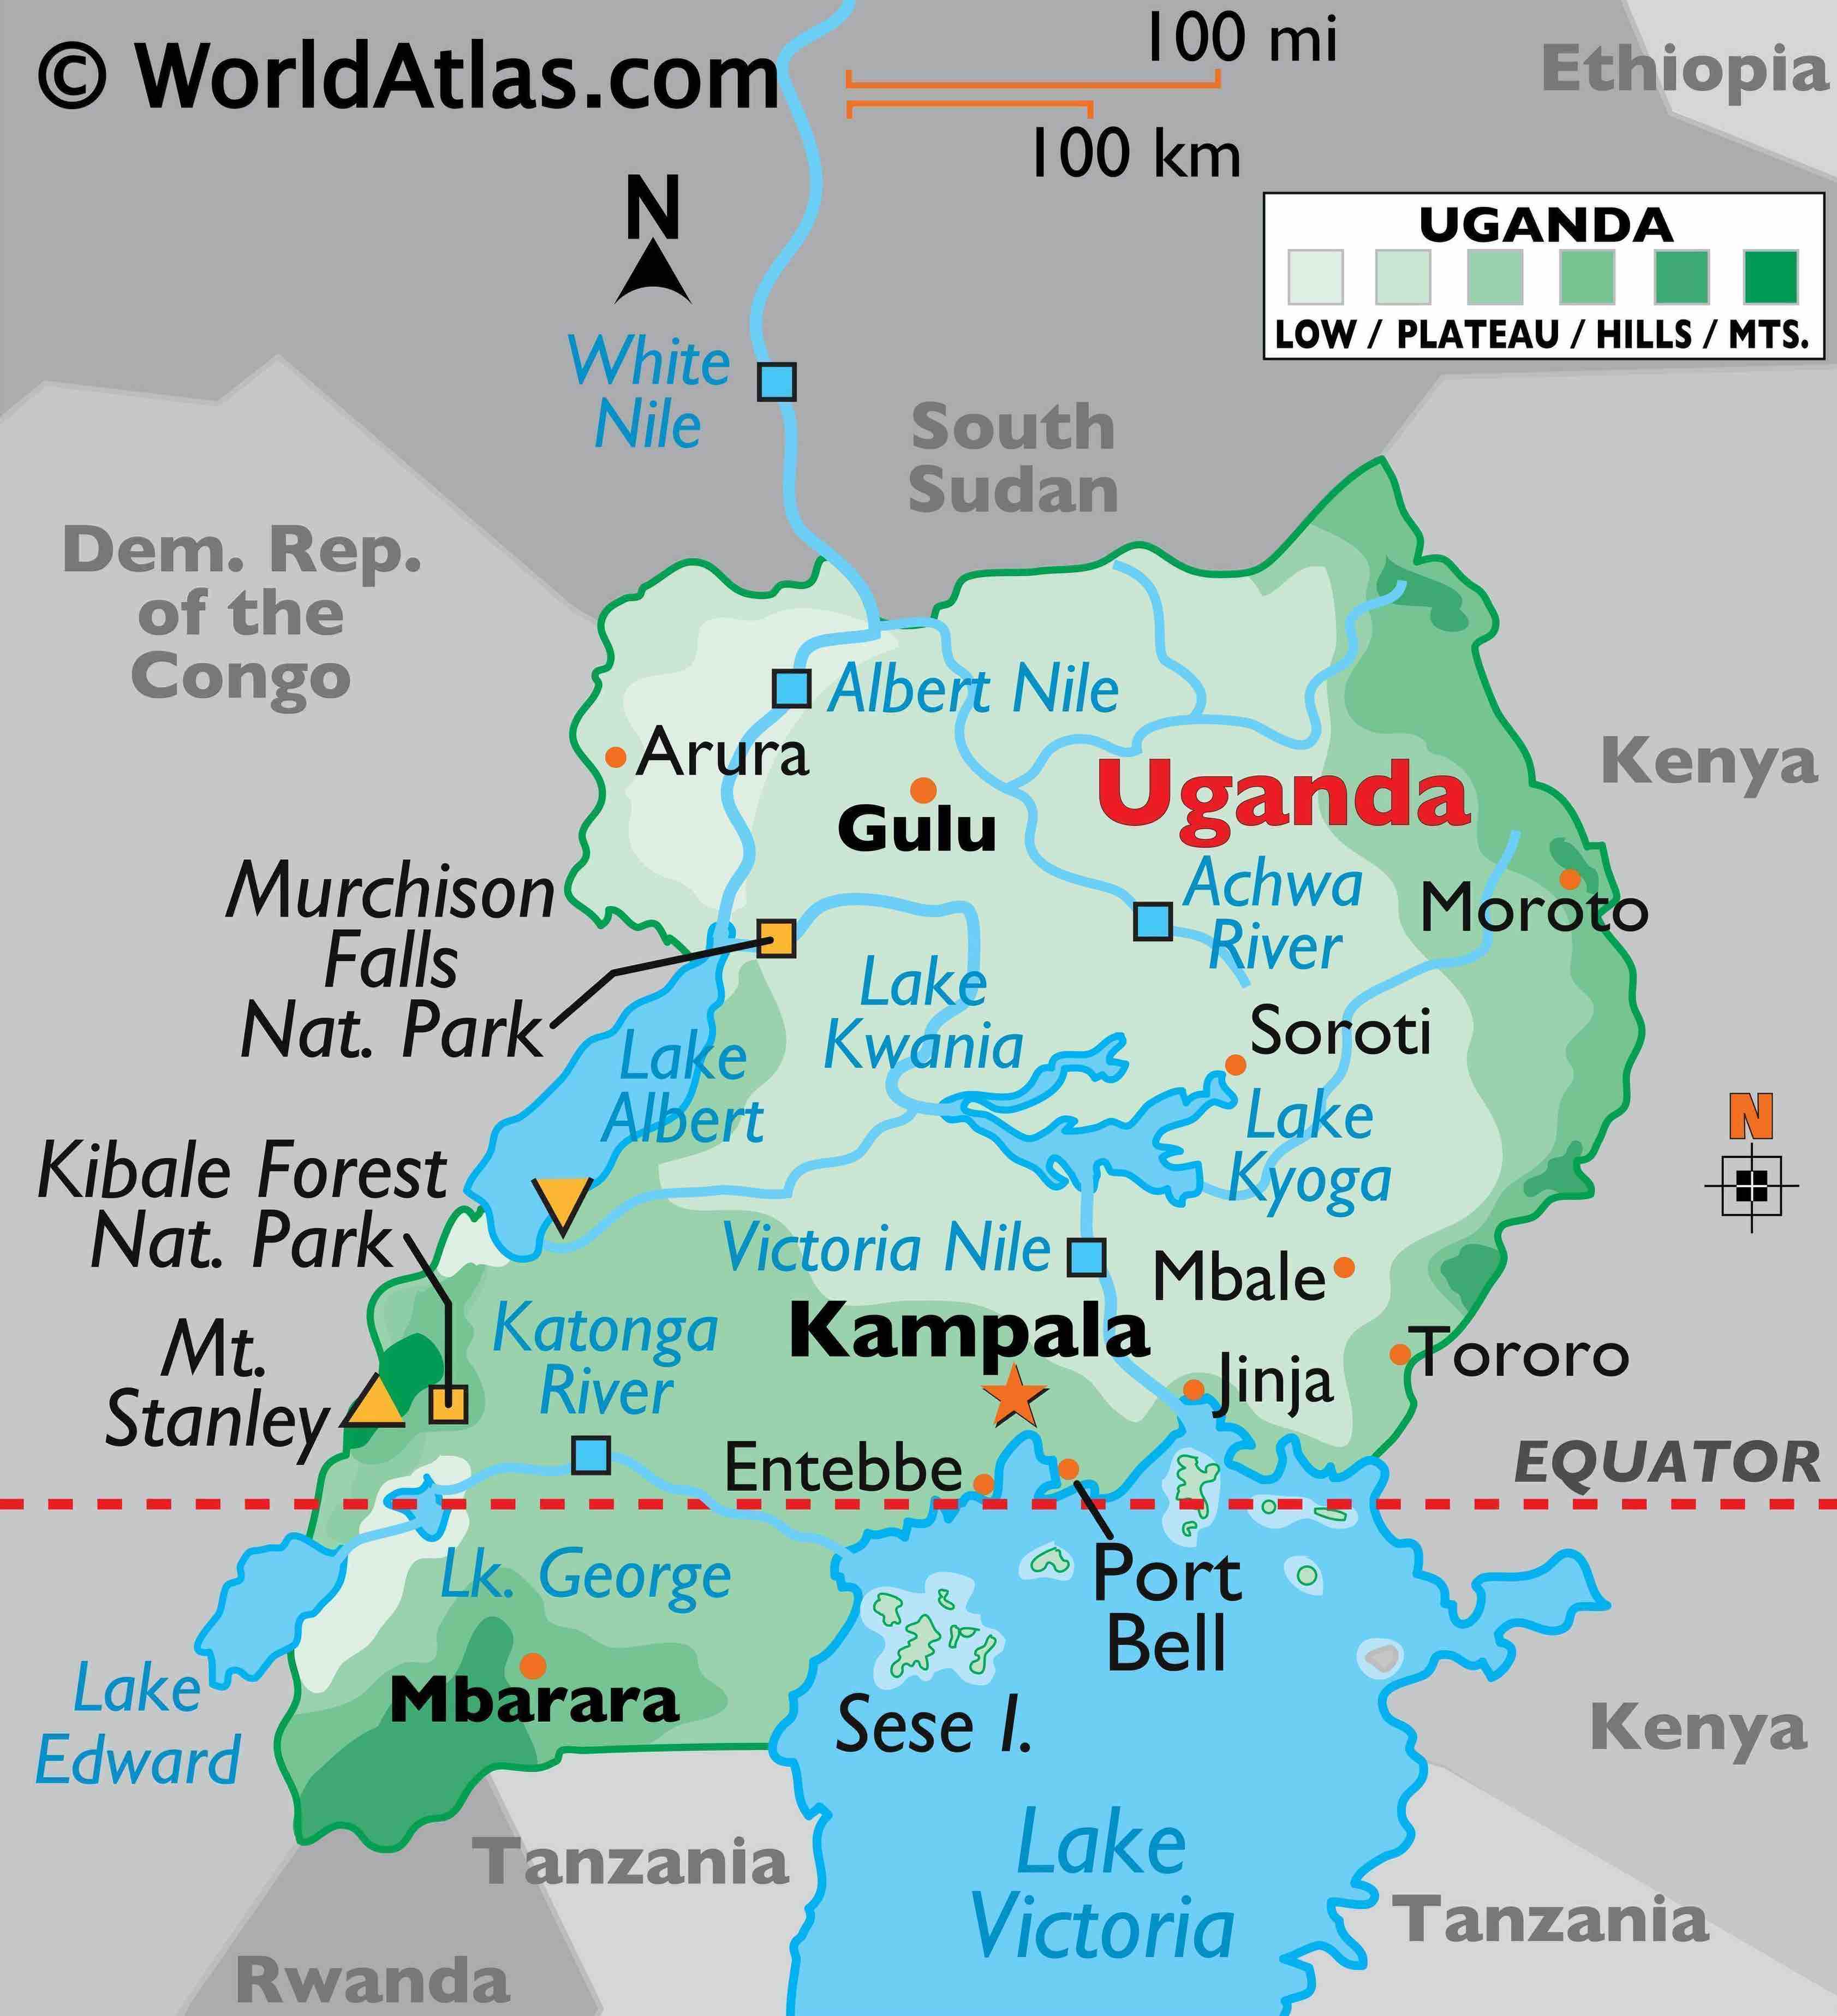 © WorldAtlas.com
100 mi
100 km
Ethiopia
N
UGANDA
LOW / PLATEAU / HILLS / MTS.
White
Nile
South
Sudan
Dem. Rep.
of the
Congo
Albert Nile
Arura
Kenya
Gulu
Uganda
Murchison
Falls
Nat. Park
Achwa
River
Moroto
Lake
Kwania
Soroti
Lake
Albert
Lake
Kyoga
N
Kibale Forest
Nat. Park
Victoria Nile
Mbale
Katonga
River
Kampala
Mt.
Stanley
Jinja
Tororo
Entebbe
EQUATOR
Lk. George
Port
Bell
Lake
Edward
Mbarara
Sese I.
Kenya
Tanzania
Lake
Victoria
Tanzania
Rwanda